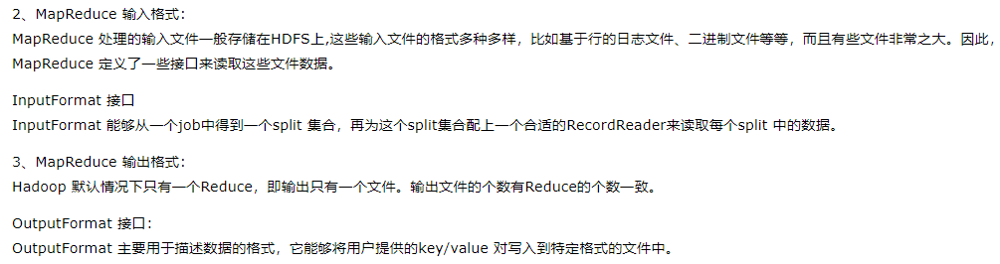 2、MapReduce 输入格式：
MapReduce 处理的输入文件一般存储在HDFS上,这些输入文件的格式多种多样，比如基于行的日志文件、二进制文件等等，而且有些文件非常之大。因此，
MapReduce 定义了一些接口来读取这些文件数据。
InputFormat 接口
InputFormat 能够从一个job中得到一个split 集合，再为这个split集合配上一个合适的RecordReader来读取每个split 中的数据。
3、MapReduce 输出格式：
Hadoop 默认情况下只有一个Reduce，即输出只有一个文件。输出文件的个数有Reduce的个数一致。
OutputFormat 接口：
OutputFormat 主要用于描述数据的格式，它能够将用户提供的key/value 对写入到特定格式的文件中。